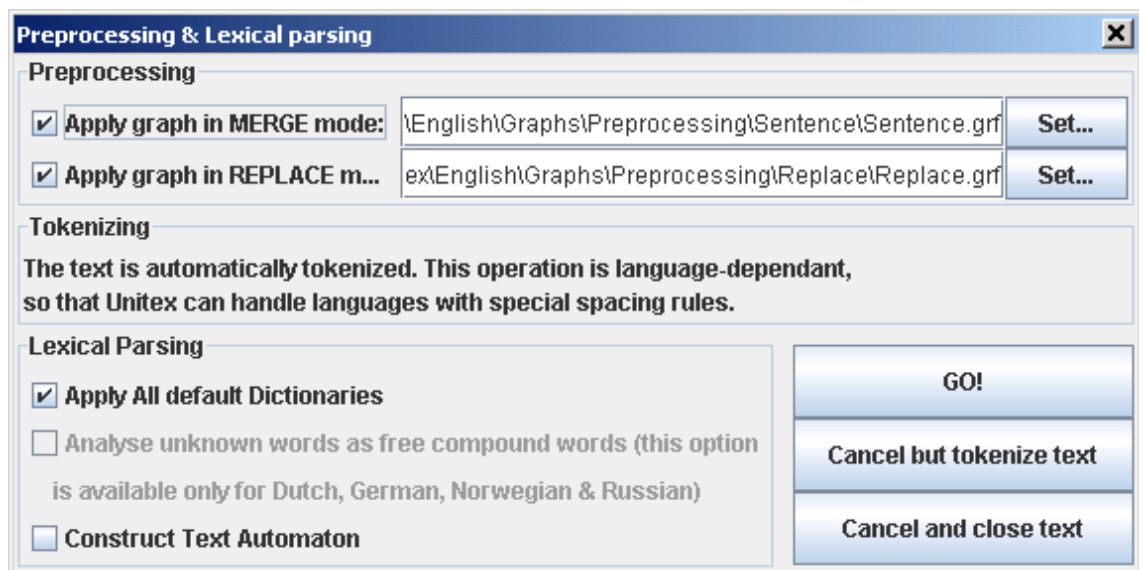 Preprocessing & Lexical parsing
Preprocessing
Apply graph in MERGE mode: \English\Graphs\Preprocessing\Sentence\Sentence.grf Set...
Apply graph in REPLACE m... ex\English\Graphs\Preprocessing\Replace\Replace.grf Set...
Tokenizing
The text is automatically tokenized. This operation is language-dependant,
so that Unitex can handle languages with special spacing rules.
Lexical Parsing
Apply All default Dictionaries
Analyse unknown words as free compound words (this option
is available only for Dutch, German, Norwegian & Russian)
Construct Text Automaton
GO!
Cancel but tokenize text
Cancel and close text